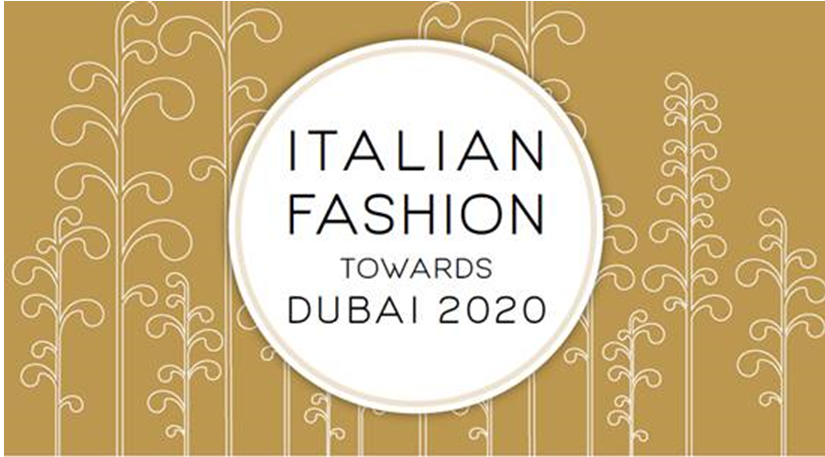 ITALIAN
FASHION
TOWARDS
DUBAI 2020